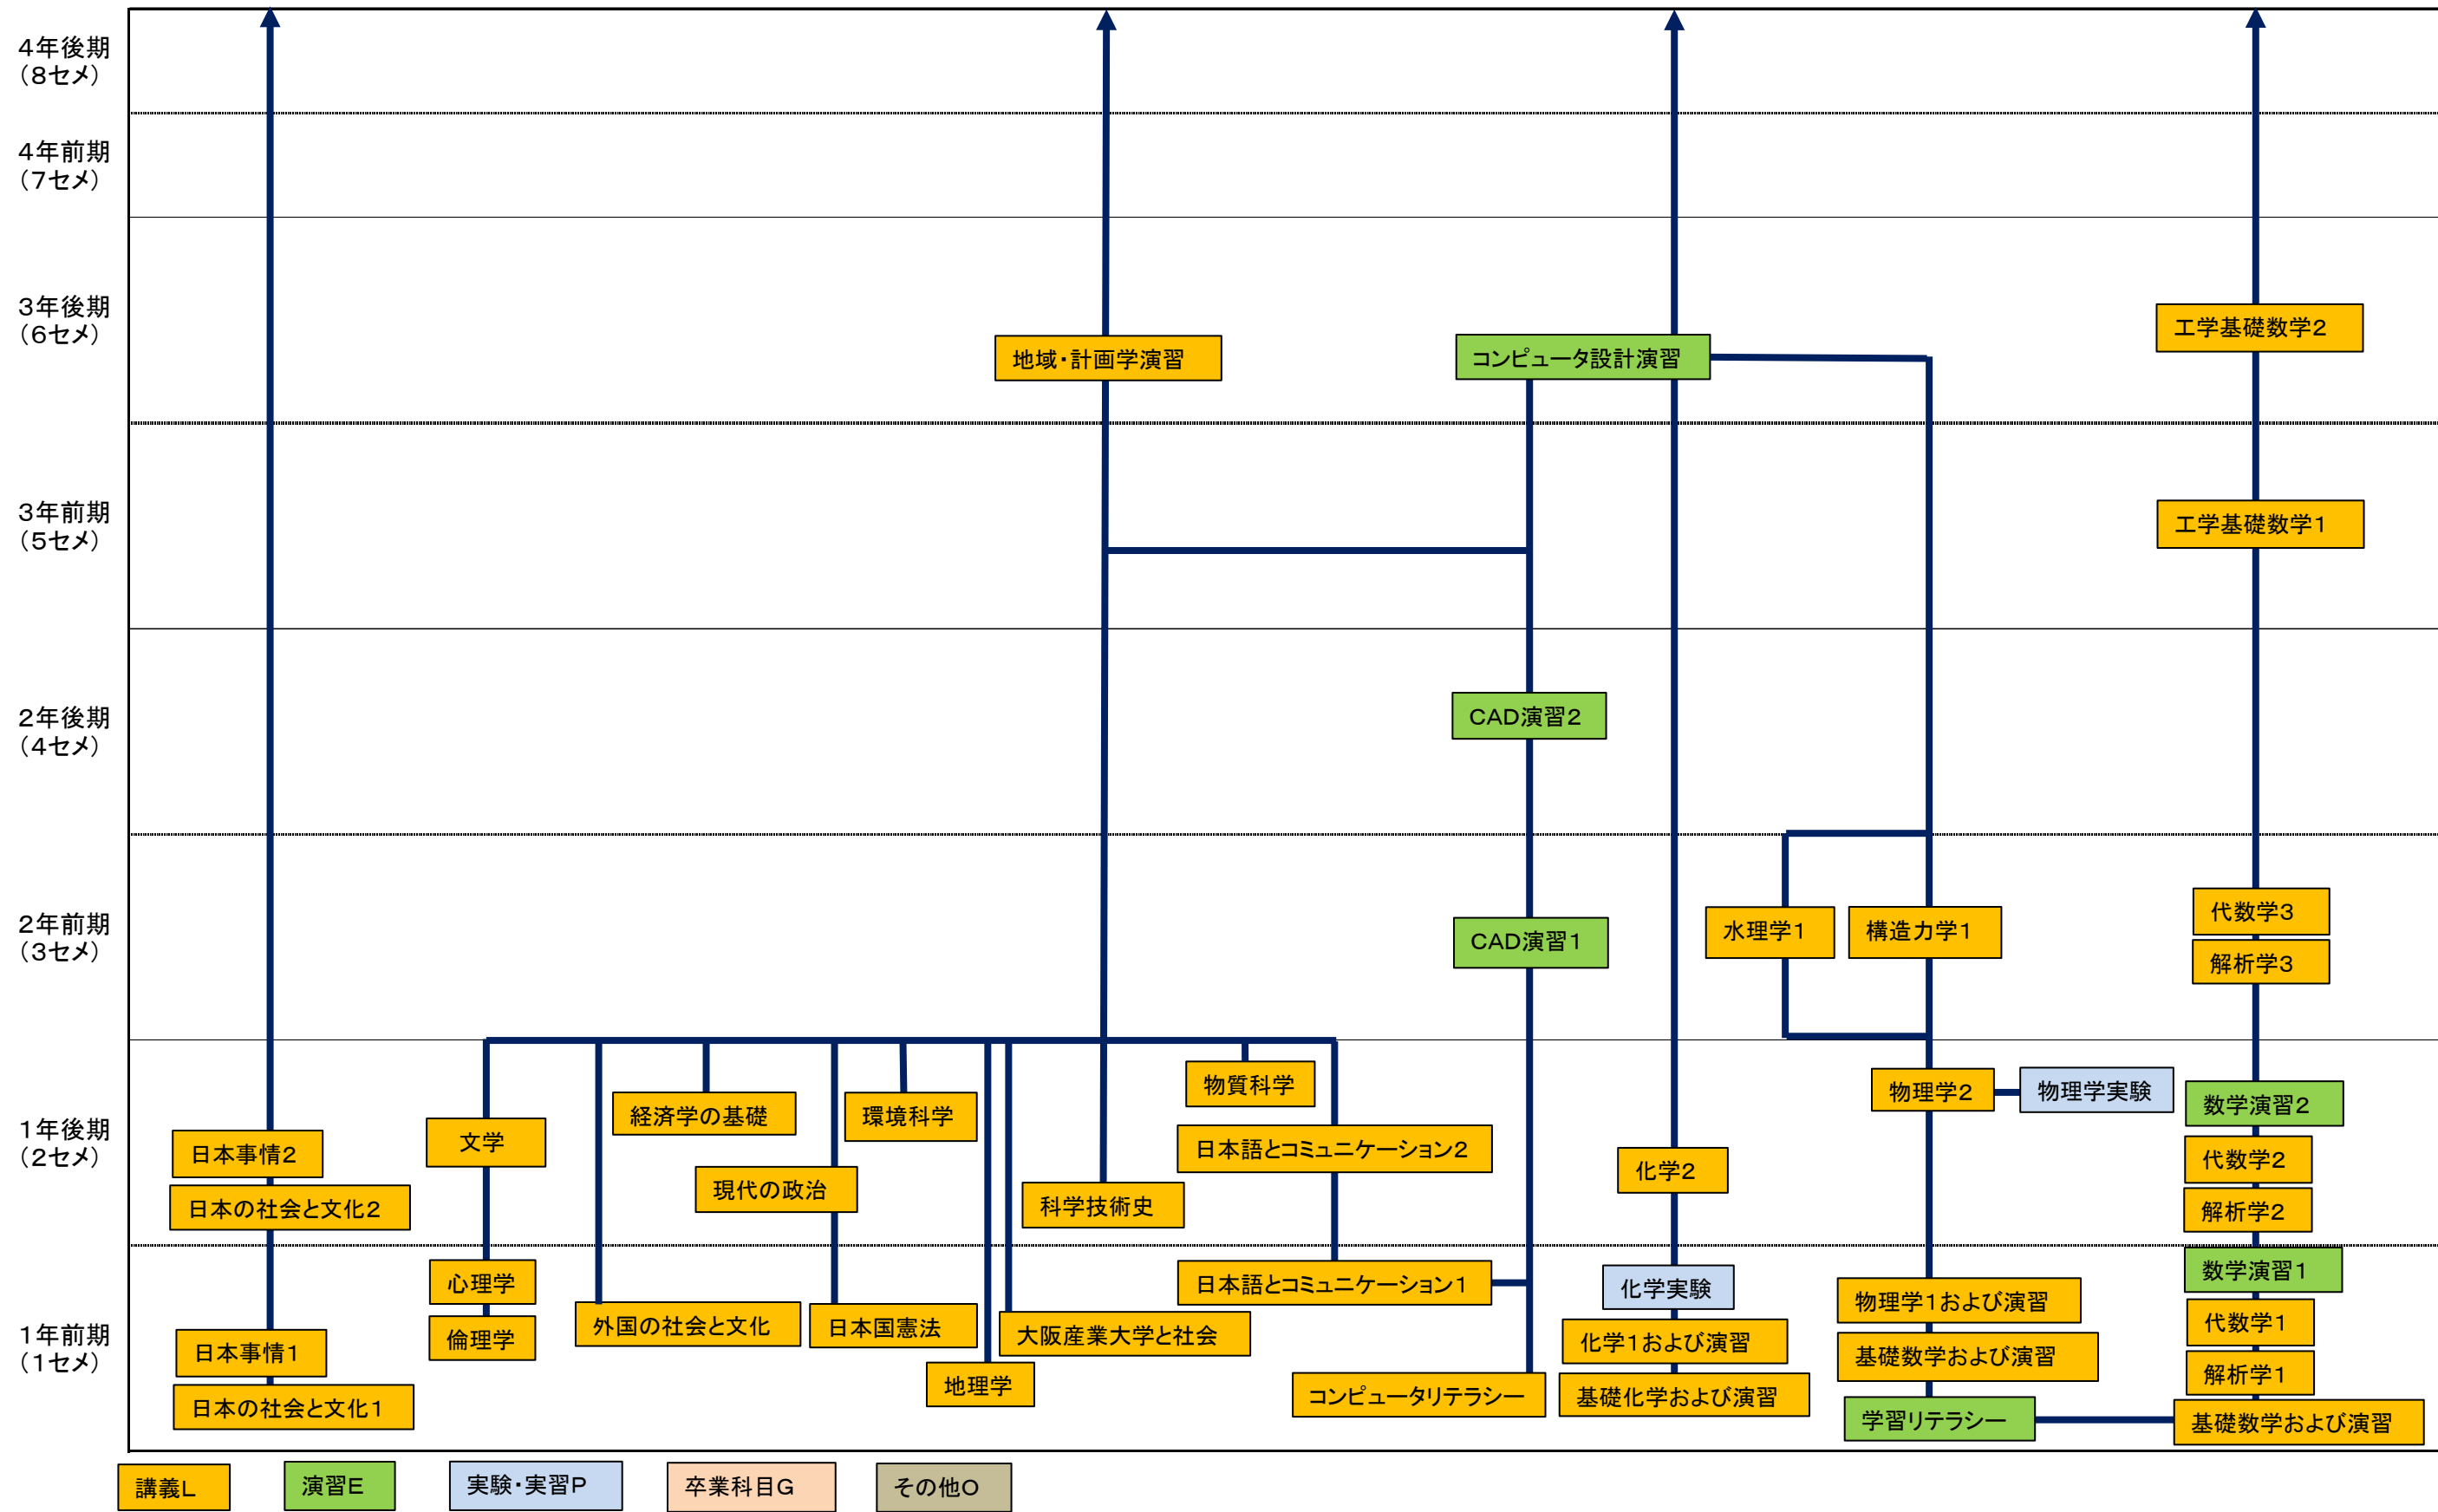 4年後期
(8セメ)
4年前期
(7セメ)
3年後期
(6セメ)
地域・計画学演習
コンピュータ設計演習
工学基礎数学2
3年前期
(5セメ)
工学基礎数学1
2年後期
(4セメ)
CAD演習2
2年前期
(3セメ)
CAD演習1
水理学1
構造力学1
代数学3
解析学3
1年後期
(2セメ)
日本事情2
日本の社会と文化2
文学
経済学の基礎
現代の政治
環境科学
科学技術史
物質科学
日本語とコミュニケーション2
化学2
物理学2
物理学実験
数学演習2
代数学2
解析学2
1年前期
(1セメ)
日本事情1
日本の社会と文化1
心理学
倫理学
外国の社会と文化
日本国憲法
地理学
大阪産業大学と社会
日本語とコミュニケーション1
コンピュータリテラシー
化学実験
化学1および演習
基礎化学および演習
物理学1および演習
基礎数学および演習
学習リテラシー
数学演習1
代数学1
解析学1
基礎数学および演習
講義L
演習E
実験・実習P
卒業科目G
その他O